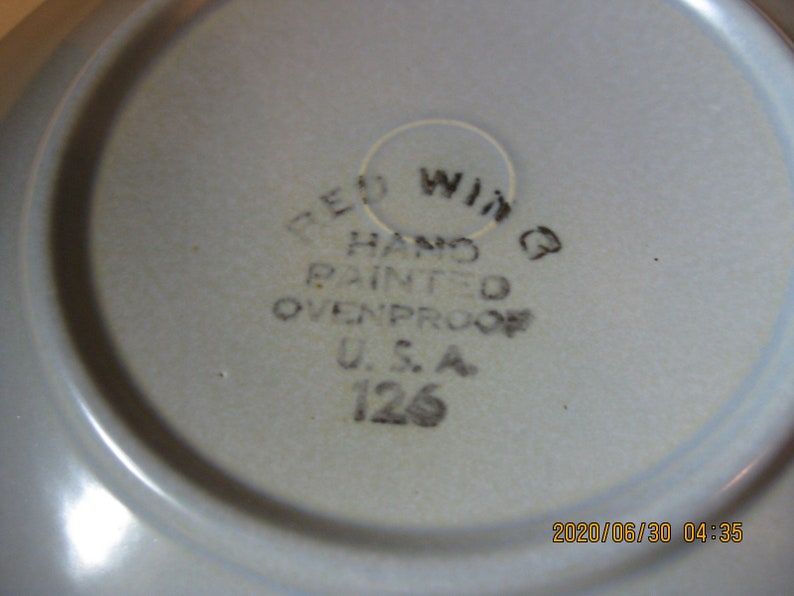 RED WING
HAND
PAINTED
OVENPROOF
U.S.A.
126
2020/06/30 04:35